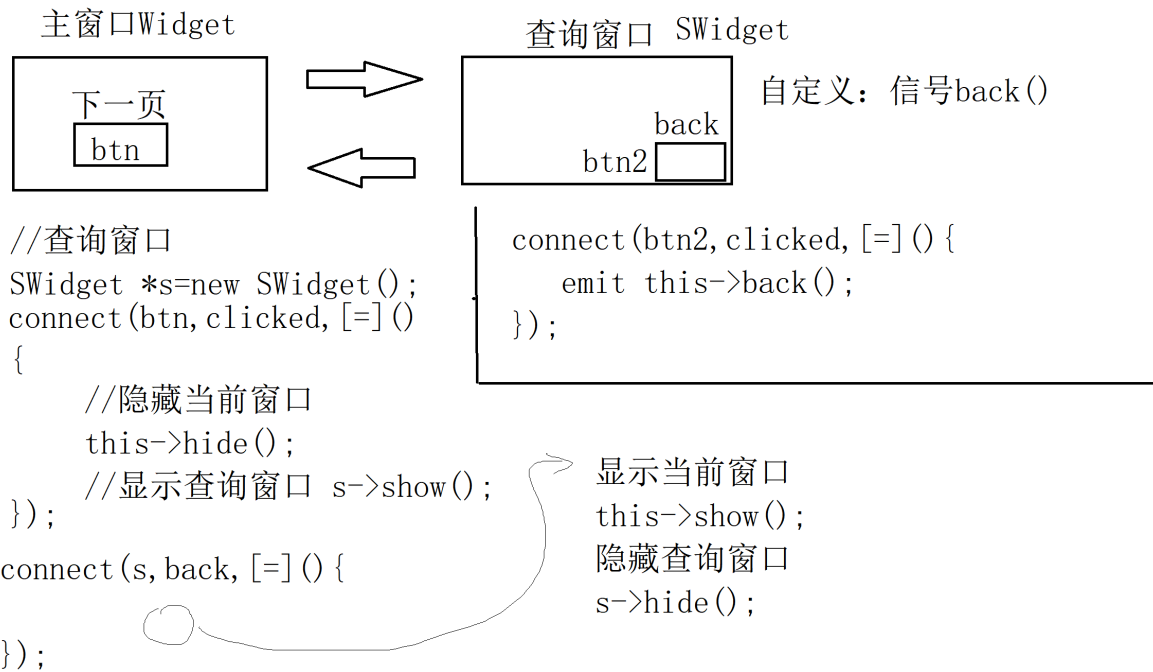 主窗口Widget
下一页
btn
查询窗口 SWidget
自定义：信号back()
back
btn2
//查询窗口
SWidget *s=new SWidget();
connect(btn,clicked,[=]()
{
//隐藏当前窗口
this->hide();
//显示查询窗口 s->show();
});
connect(s,back,[=](){
});
connect(btn2,clicked,[=](){
emit this->back();
});
显示当前窗口
this->show();
隐藏查询窗口
s->hide();